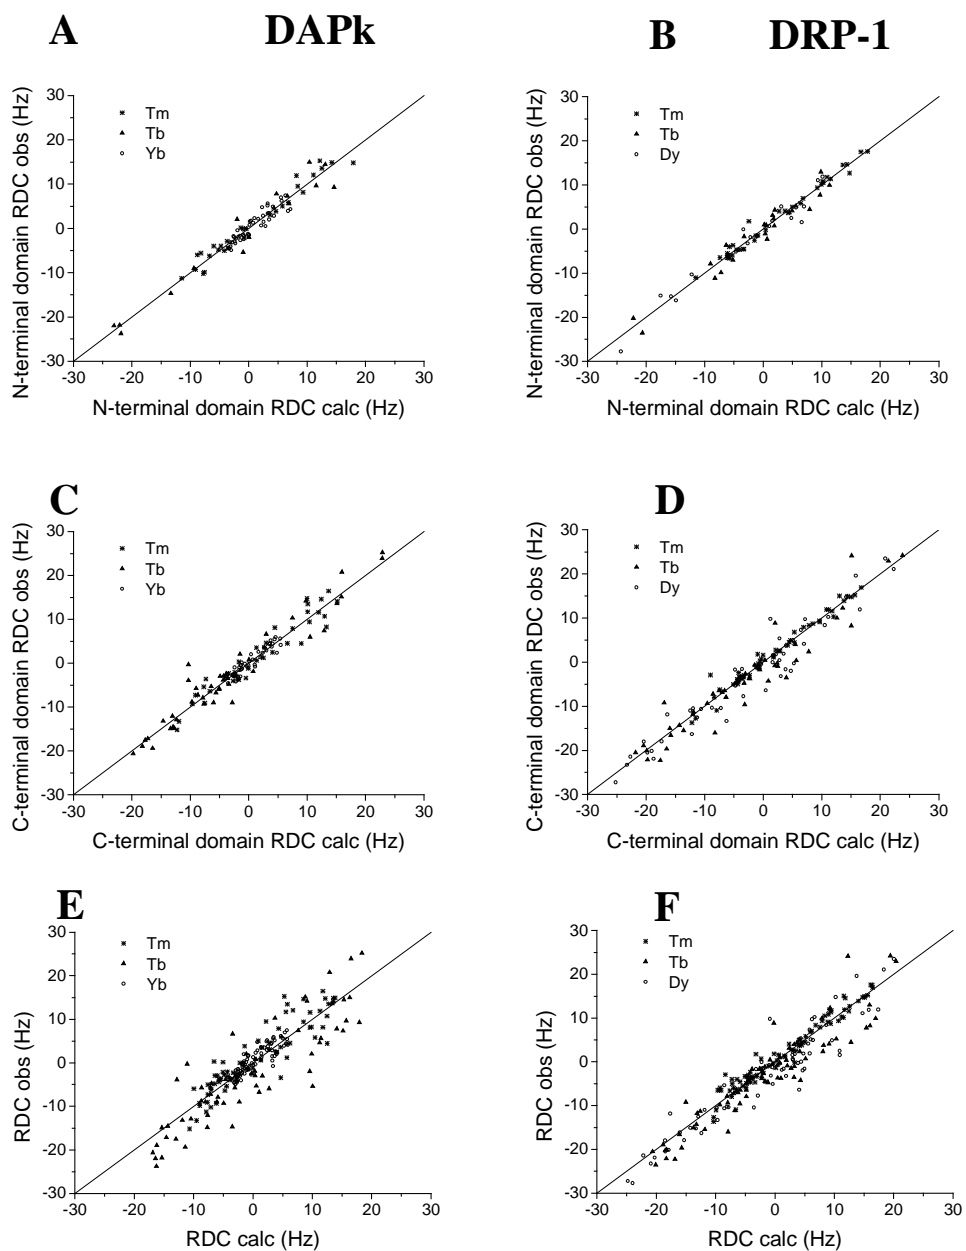 A DAPk
B DRP-1
N-terminal domain RDC obs (Hz)
30
20
10
0
-10
-20
-30
Tm
Tb
Yb
-30 -20 -10 0 10 20 30
N-terminal domain RDC calc (Hz)
N-terminal domain RDC obs (Hz)
30
20
10
0
-10
-20
-30
Tm
Tb
Dy
-30 -20 -10 0 10 20 30
N-terminal domain RDC calc (Hz)
C
C-terminal domain RDC obs (Hz)
30
20
10
0
-10
-20
-30
Tm
Tb
Yb
-30 -20 -10 0 10 20 30
C-terminal domain RDC calc (Hz)
D
C-terminal domain RDC obs (Hz)
30
20
10
0
-10
-20
-30
Tm
Tb
Dy
-30 -20 -10 0 10 20 30
C-terminal domain RDC calc (Hz)
E
RDC obs (Hz)
30
20
10
0
-10
-20
-30
Tm
Tb
Yb
-30 -20 -10 0 10 20 30
RDC calc (Hz)
F
RDC obs (Hz)
30
20
10
0
-10
-20
-30
Tm
Tb
Dy
-30 -20 -10 0 10 20 30
RDC calc (Hz)